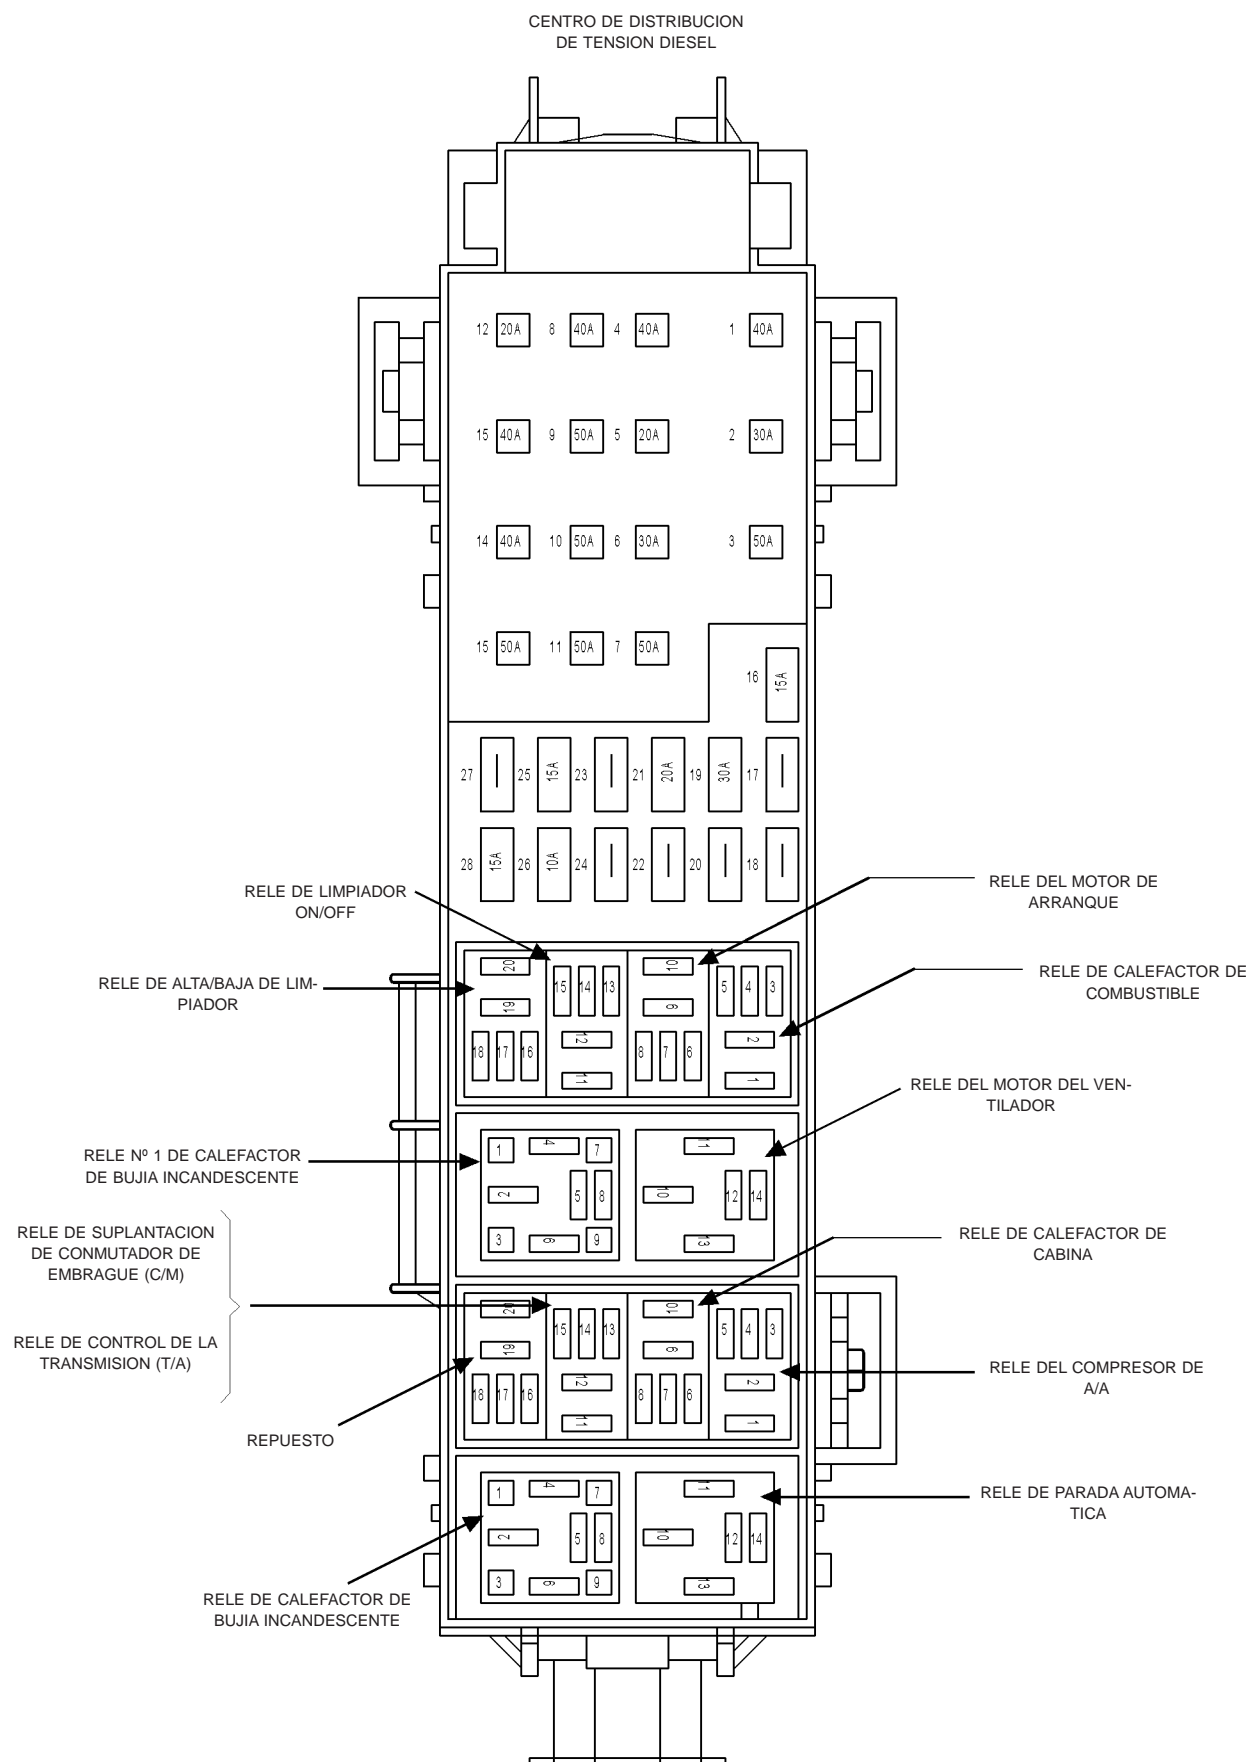 CENTRO DE DISTRIBUCION
DE TENSION DIESEL
12 20A 8 40A 4 40A 1 40A
15 40A 9 50A 5 20A 2 30A
14 40A 10 50A 6 30A 3 50A
15 50A 11 50A 7 50A
16 15A
27 25 15A 23 21 20A 19 30A 17
28 15A 26 10A 24 22 20 18
RELE DE LIMPIADOR
ON/OFF
RELE DEL MOTOR DE
ARRANQUE
RELE DE ALTA/BAJA DE LIM-
PIADOR
RELE DE CALEFACTOR DE
COMBUSTIBLE
20 15 14 13 10 5 4 3
19 12 9 2
18 17 16 11 8 7 6 1
RELE DEL MOTOR DEL VEN-
TILADOR
RELE Nº 1 DE CALEFACTOR
DE BUJIA INCANDESCENTE
1 4 7 11
2 5 8 10 12 14
3 6 9 13
RELE DE SUPLANTACION
DE CONMUTADOR DE
EMBRAGUE (C/M)
RELE DE CALEFACTOR DE
CABINA
RELE DE CONTROL DE LA
TRANSMISION (T/A)
20 15 14 13 10 5 4 3
19 12 9 2
18 17 16 11 8 7 6 1
RELE DEL COMPRESOR DE
A/A
REPUESTO
1 4 7 11
2 5 8 10 12 14
3 6 9 13
RELE DE PARADA AUTOMA-
TICA
RELE DE CALEFACTOR DE
BUJIA INCANDESCENTE